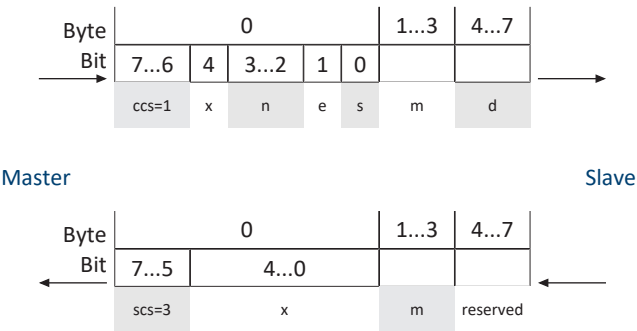 Byte 0 1...3 4...7
Bit 7...6 4 3...2 1 0
ccs=1 x n e s m d
Master Slave
Byte 0 1...3 4...7
Bit 7...5 4...0
scs=3 x m reserved